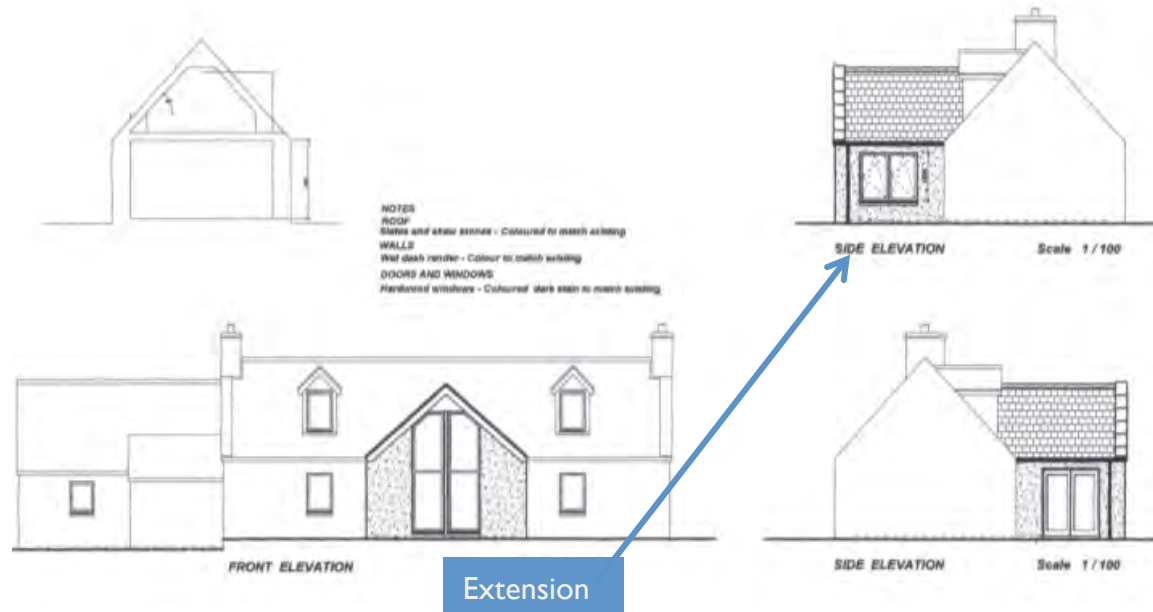 NOTES
ROOF
Slates and skew stones - Coloured to match existing
WALLS
Wet dash render - Colour to match existing
DOORS AND WINDOWS
Hardwood windows - Coloured dark stain to match existing
SIDE ELEVATION Scale 1 / 100
FRONT ELEVATION
SIDE ELEVATION Scale 1 / 100
Extension